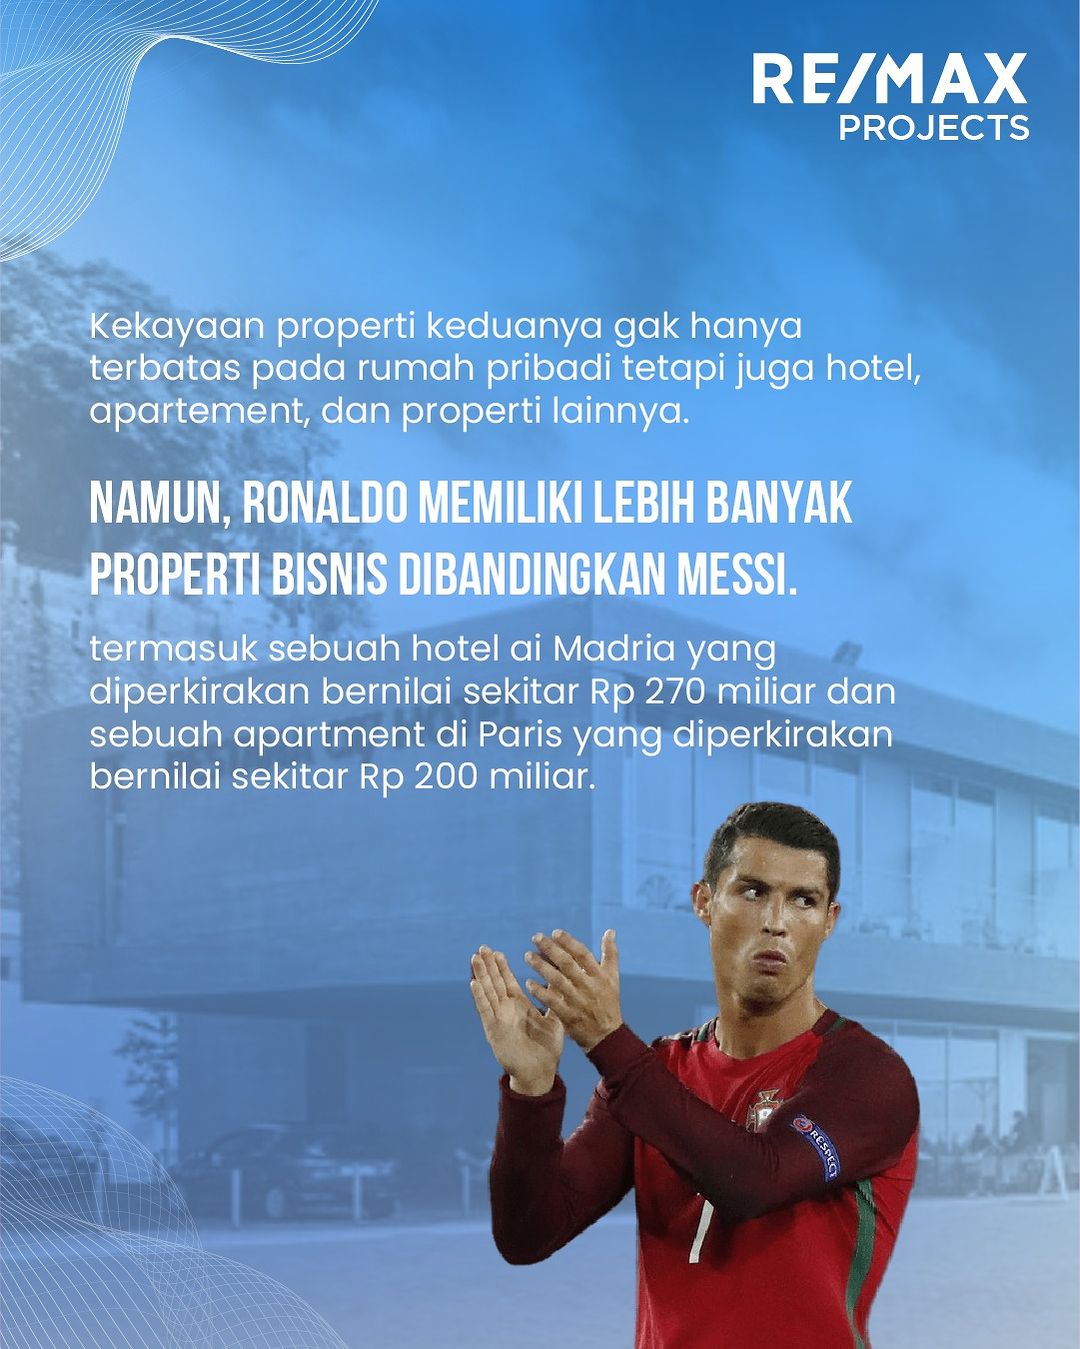 RE/MAX
PROJECTS
Kekayaan properti keduanya gak hanya
terbatas pada rumah pribadi tetapi juga hotel,
apartement, dan properti lainnya.
NAMUN, RONALDO MEMILIKI LEBIH BANYAK
PROPERTI BISNIS DIBANDINGKAN MESSI.
termasuk sebuah hotel ai Madria yang
diperkirakan bernilai sekitar Rp 270 miliar dan
sebuah apartment di Paris yang diperkirakan
bernilai sekitar Rp 200 miliar.
RESPECT
7